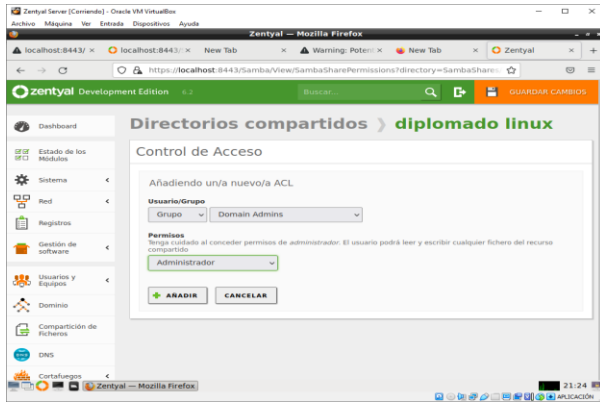 Zentyal Server [Corriendo] - Oracle VM VirtualBox
Archivo Máquina Ver Entrada Dispositivos Ayuda
Zentyal — Mozilla Firefox
localhost:8443/ × localhost:8443/ × New Tab × Warning: Poten × New Tab × Zentyal × +
https://localhost:8443/Samba/View/SambaSharePermissions?directory=SambaShares
zentyal Development Edition 6.2 Buscar... GUARDAR CAMBIOS
Dashboard
Estado de los Módulos
Sistema
Red
Registros
Gestión de software
Usuarios y Equipos
Dominio
Compartición de Ficheros
DNS
Cortafuegos
Directorios compartidos diplomado linux
Control de Acceso
Añadiendo un/a nuevo/a ACL
Usuario/Grupo
Grupo Domain Admins
Permisos
Tenga cuidado al conceder permisos de administrador. El usuario podrá leer y escribir cualquier fichero del recurso
compartido
Administrador
AÑADIR CANCELAR
Zentyal — Mozilla Firefox 21:24
APLICACIÓN